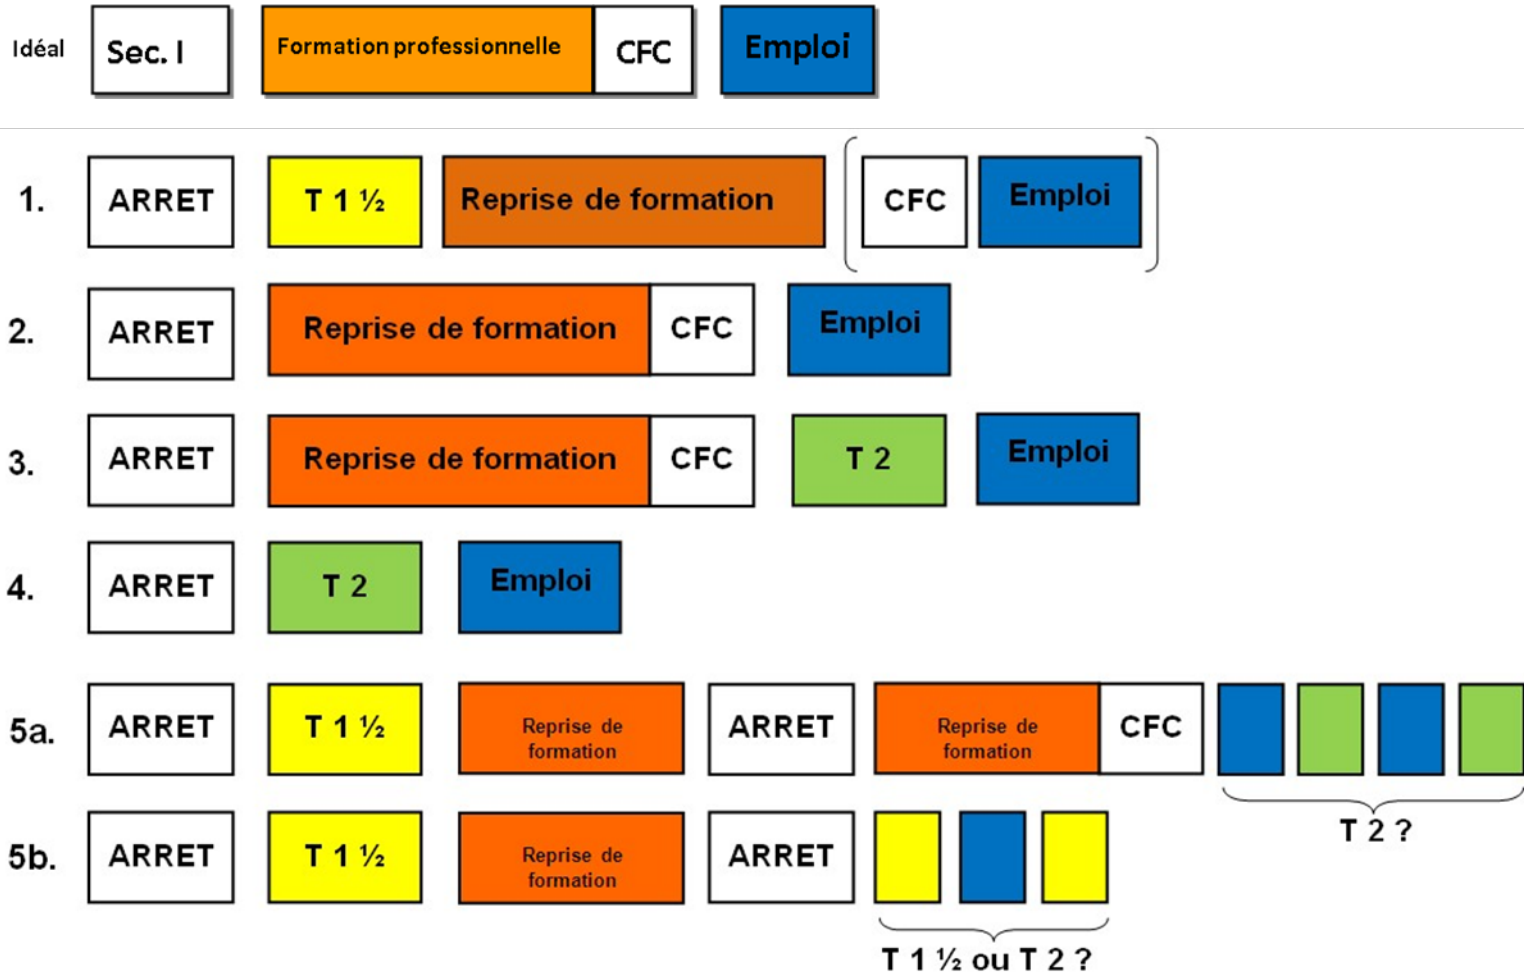 Idéal Sec. I Formation professionnelle CFC Emploi
1. ARRET T 1 ½ Reprise de formation CFC Emploi
2. ARRET Reprise de formation CFC Emploi
3. ARRET Reprise de formation CFC T 2 Emploi
4. ARRET T 2 Emploi
5a. ARRET T 1 ½ Reprise de
formation
ARRET Reprise de
formation
CFC
T 2 ?
5b. ARRET T 1 ½ Reprise de
formation
ARRET
T 1 ½ ou T 2 ?